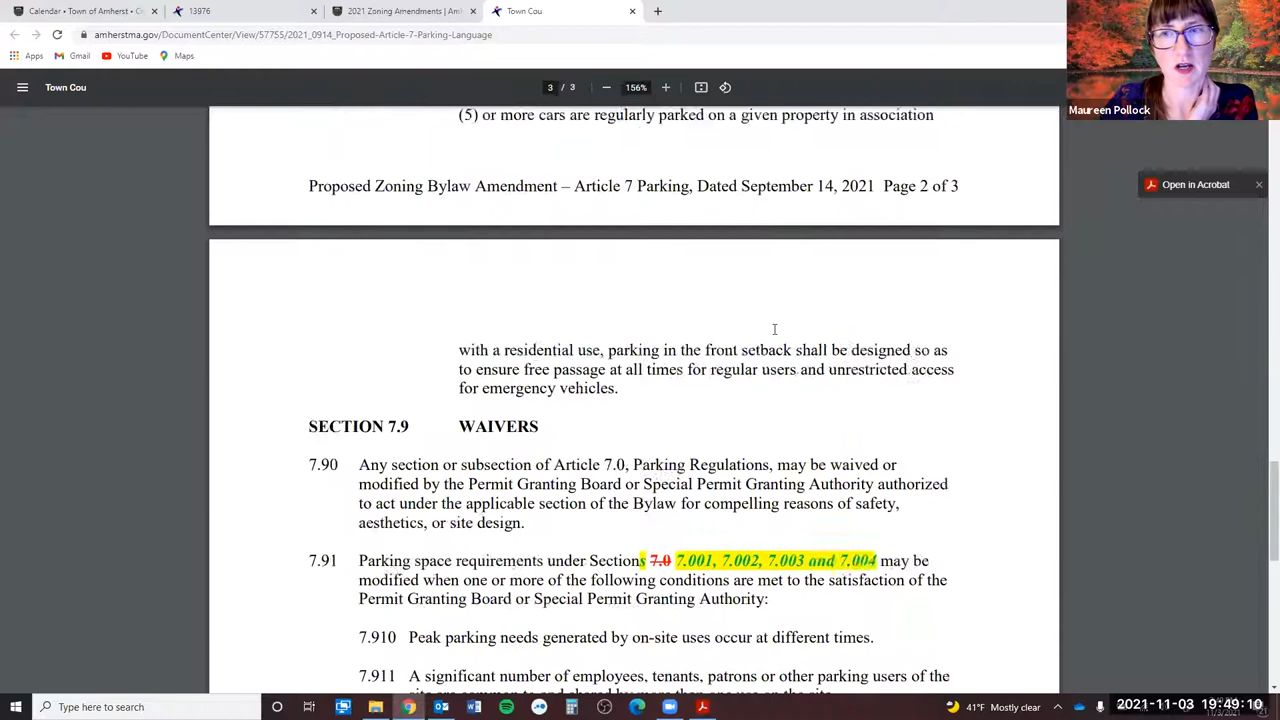 Calendar • Town of Amherst • C
13976
2021 Zoning Amendments | Am
Town Cou
amherstma.gov/DocumentCenter/View/57755/2021_0914_Proposed-Article-7-Parking-Language
Apps
Gmail
YouTube
Maps
Town Cou
3 / 3
156%
Maureen Pollock
Open in Acrobat
(5) or more cars are regularly parked on a given property in association
Proposed Zoning Bylaw Amendment – Article 7 Parking, Dated September 14, 2021 Page 2 of 3
with a residential use, parking in the front setback shall be designed so as
to ensure free passage at all times for regular users and unrestricted access
for emergency vehicles.
SECTION 7.9 WAIVERS
7.90 Any section or subsection of Article 7.0, Parking Regulations, may be waived or
modified by the Permit Granting Board or Special Permit Granting Authority authorized
to act under the applicable section of the Bylaw for compelling reasons of safety,
aesthetics, or site design.
7.91 Parking space requirements under Sections 7.0 7.001, 7.002, 7.003 and 7.004 may be
modified when one or more of the following conditions are met to the satisfaction of the
Permit Granting Board or Special Permit Granting Authority:
7.910 Peak parking needs generated by on-site uses occur at different times.
7.911 A significant number of employees, tenants, patrons or other parking users of the
Type here to search
41°F Mostly clear
2021-11-03 19:49:10